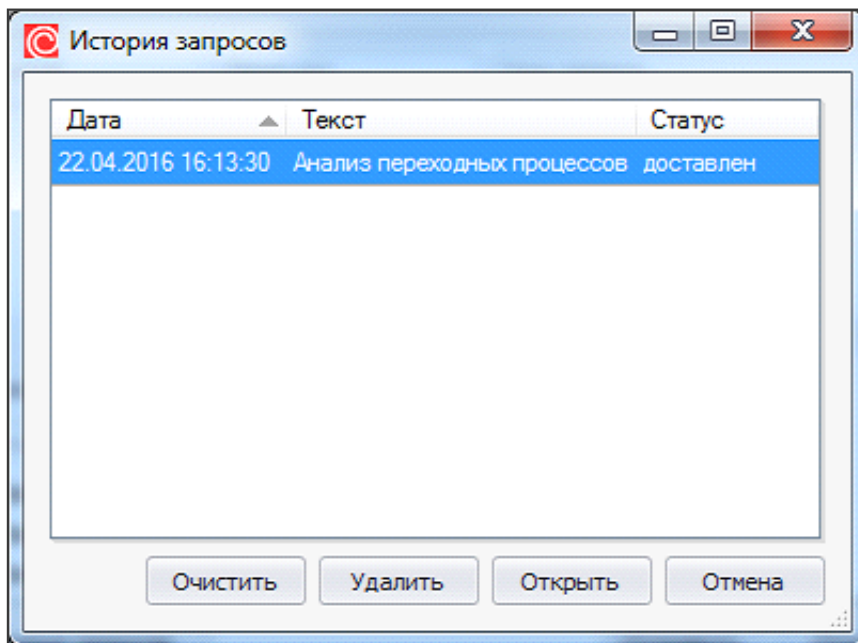 История запросов
Дата Текст Статус
22.04.2016 16:13:30 Анализ переходных процессов доставлен
Очистить Удалить Открыть Отмена